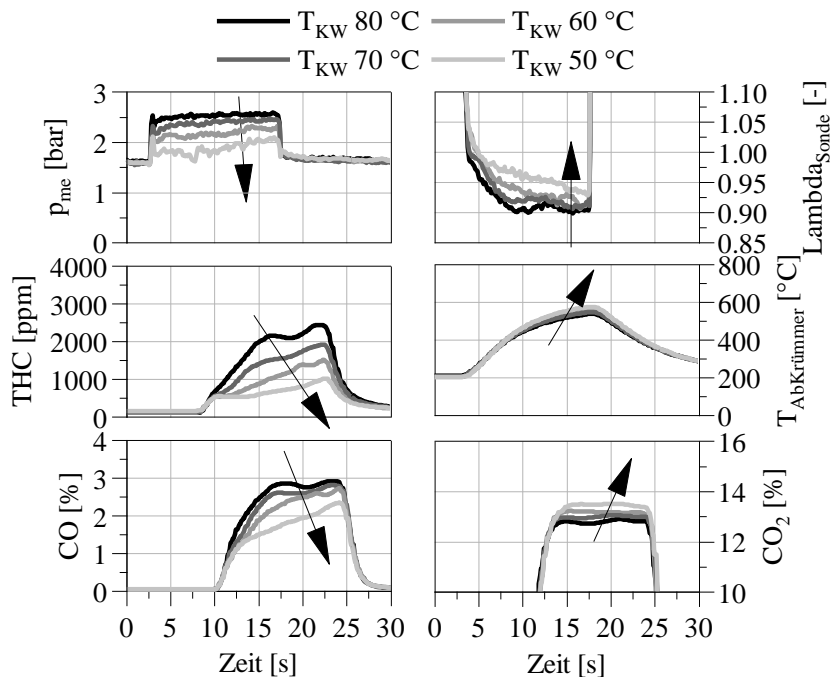 T_KW 80 °C T_KW 60 °C
T_KW 70 °C T_KW 50 °C
3
2
1
0
p_me [bar]
1.10
1.05
1.00
0.95
0.90
0.85
Lambda_Sonde [-]
4000
3000
2000
1000
0
THC [ppm]
800
600
400
200
0
T_AbKrümmer [°C]
4
3
2
1
0
CO [%]
16
14
12
10
CO₂ [%]
0 5 10 15 20 25 30
0 5 10 15 20 25 30
Zeit [s]
Zeit [s]